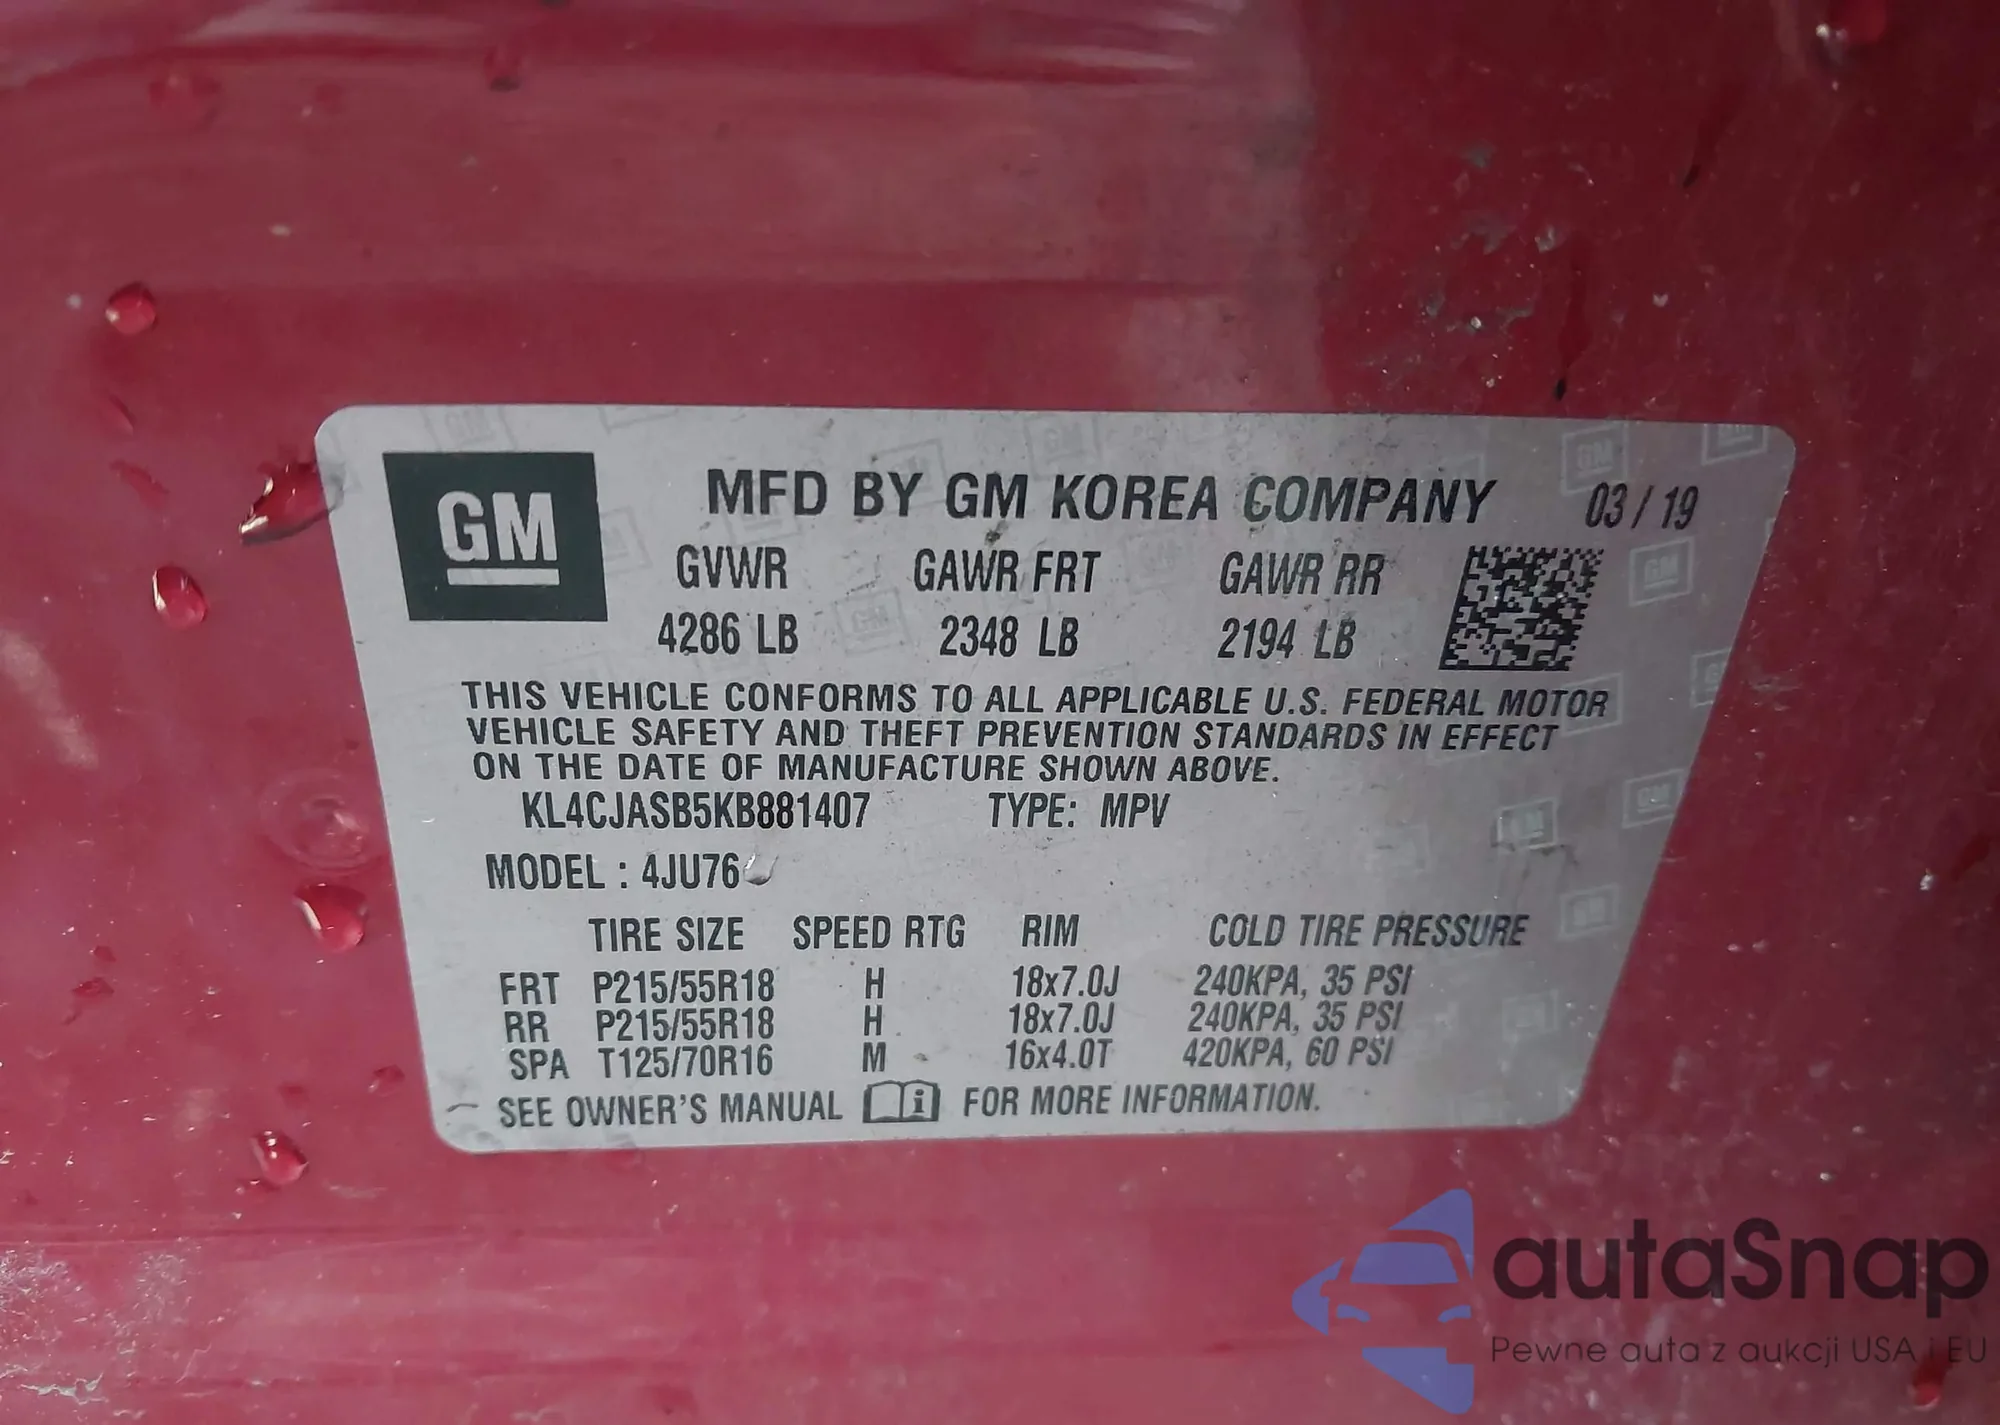 GM
MFD BY GM KOREA COMPANY 03/19
GVWR GAWR FRT GAWR RR
4286 LB 2348 LB 2194 LB
THIS VEHICLE CONFORMS TO ALL APPLICABLE U.S. FEDERAL MOTOR
VEHICLE SAFETY AND THEFT PREVENTION STANDARDS IN EFFECT
ON THE DATE OF MANUFACTURE SHOWN ABOVE.
KL4CJASB5KB881407 TYPE: MPV
MODEL : 4JU76
TIRE SIZE SPEED RTG RIM COLD TIRE PRESSURE
FRT P215/55R18 H 18x7.0J 240KPA, 35 PSI
RR P215/55R18 H 18x7.0J 240KPA, 35 PSI
SPA T125/70R16 M 16x4.0T 420KPA, 60 PSI
SEE OWNER'S MANUAL i FOR MORE INFORMATION.
autaSnap
Pewne auta z aukcji USA i EU